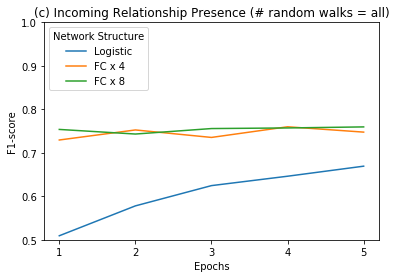 (c) Incoming Relationship Presence (# random walks = all)
Network Structure
Logistic
FC x 4
FC x 8
F1-score
1.0
0.9
0.8
0.7
0.6
0.5
1 2 3 4 5
Epochs